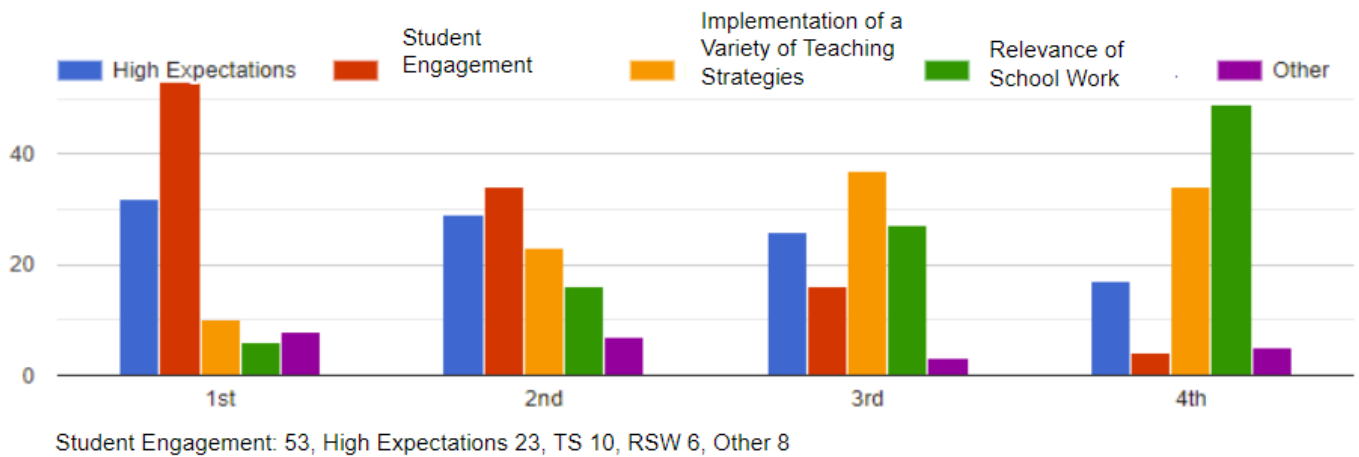 High Expectations
Student
Engagement
Implementation of a
Variety of Teaching
Strategies
Relevance of
School Work
Other
40
20
0
1st
2nd
3rd
4th
Student Engagement: 53, High Expectations 23, TS 10, RSW 6, Other 8